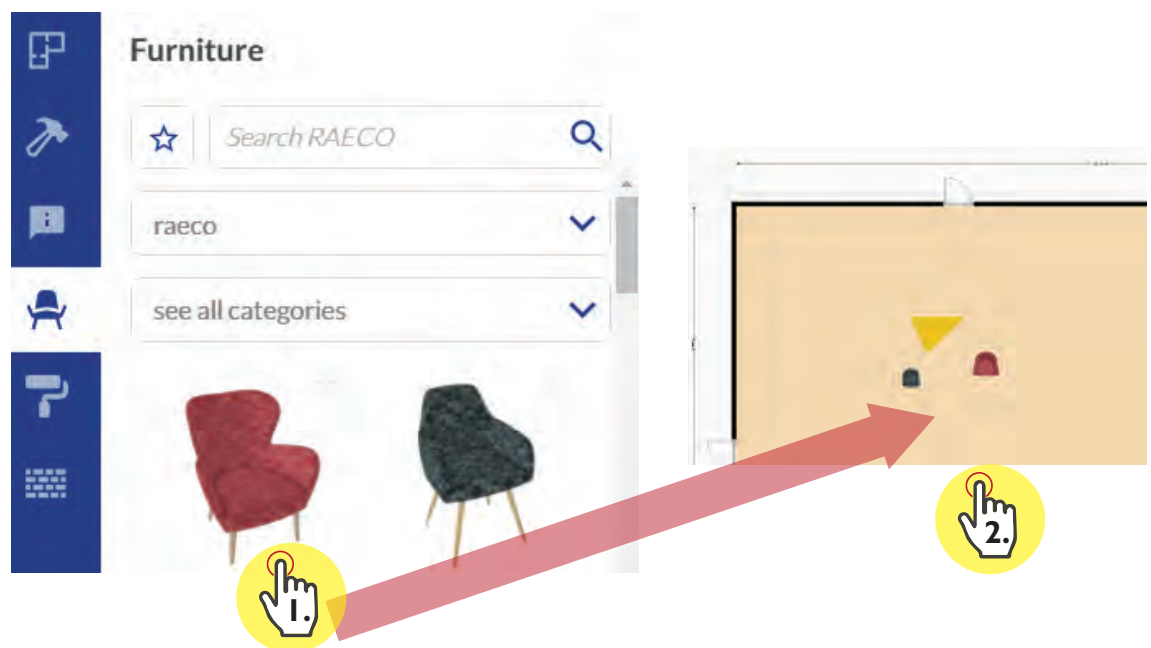 Furniture
Search RAECO
raeco
see all categories
1.
2.